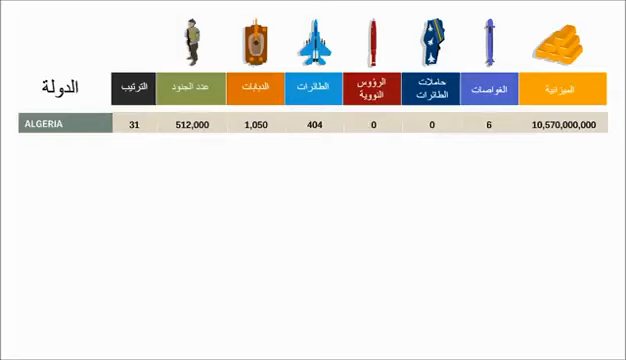 الدولة
الترتيب
عدد الجنود
الدبابات
الطائرات
الرؤوس
النووية
حاملات
الطائرات
الغواصات
الميزانية
ALGERIA 31 512,000 1,050 404 0 0 6 10,570,000,000